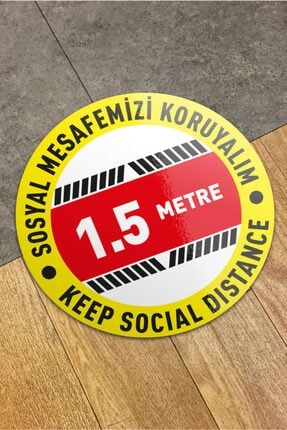 SOSYAL MESAFEMİZİ KORUYALIM
1.5 METRE
KEEP SOCIAL DISTANCE